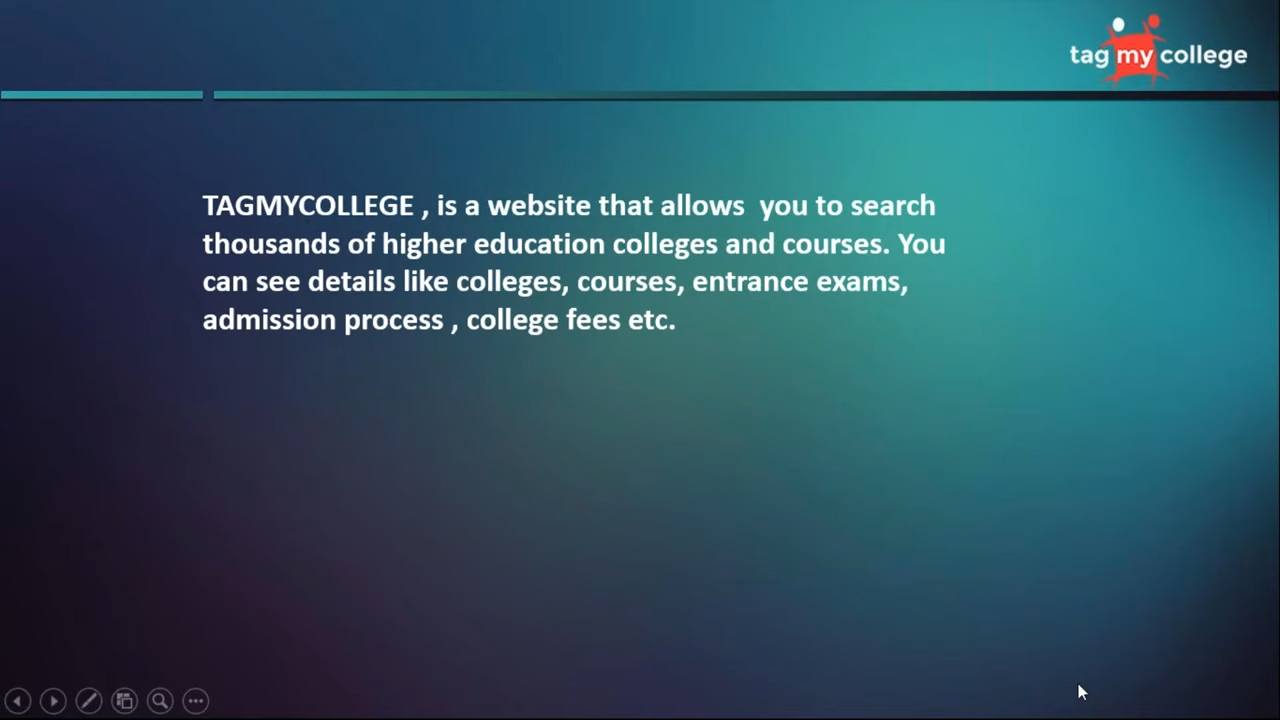 tag my college
TAGMYCOLLEGE , is a website that allows  you to search
thousands of higher education colleges and courses. You
can see details like colleges, courses, entrance exams,
admission process , college fees etc.